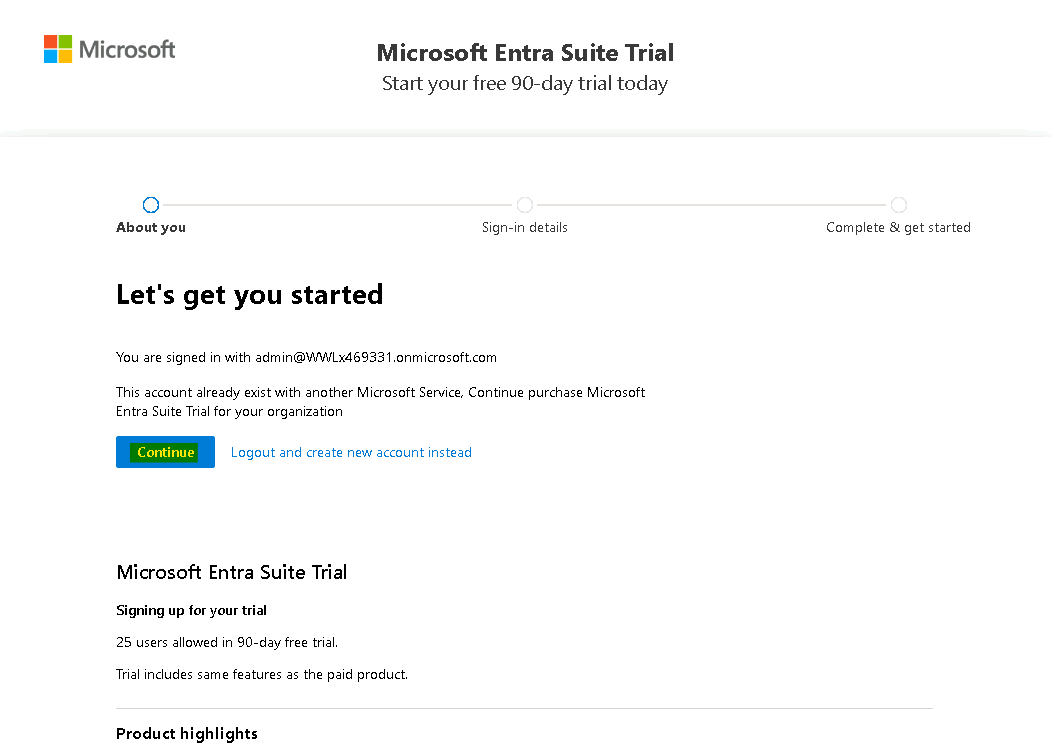 Microsoft
Microsoft Entra Suite Trial
Start your free 90-day trial today
About you
Sign-in details
Complete & get started
Let's get you started
You are signed in with admin@WWLx469331.onmicrosoft.com
This account already exist with another Microsoft Service, Continue purchase Microsoft
Entra Suite Trial for your organization
Continue
Logout and create new account instead
Microsoft Entra Suite Trial
Signing up for your trial
25 users allowed in 90-day free trial.
Trial includes same features as the paid product.
Product highlights